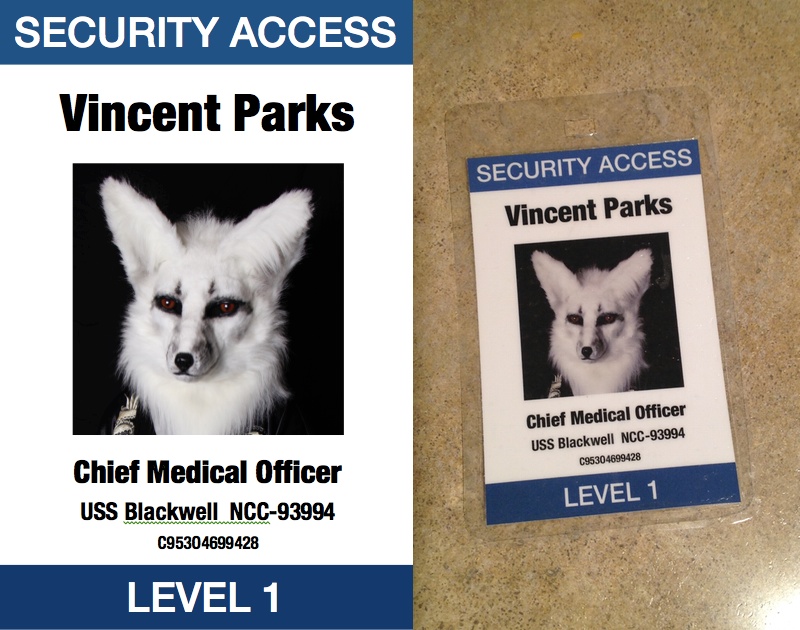 SECURITY ACCESS
Vincent Parks
Chief Medical Officer
USS Blackwell NCC-93994
C95304699428
LEVEL 1
SECURITY ACCESS
Vincent Parks
Chief Medical Officer
USS Blackwell NCC-93994
C95304699428
LEVEL 1